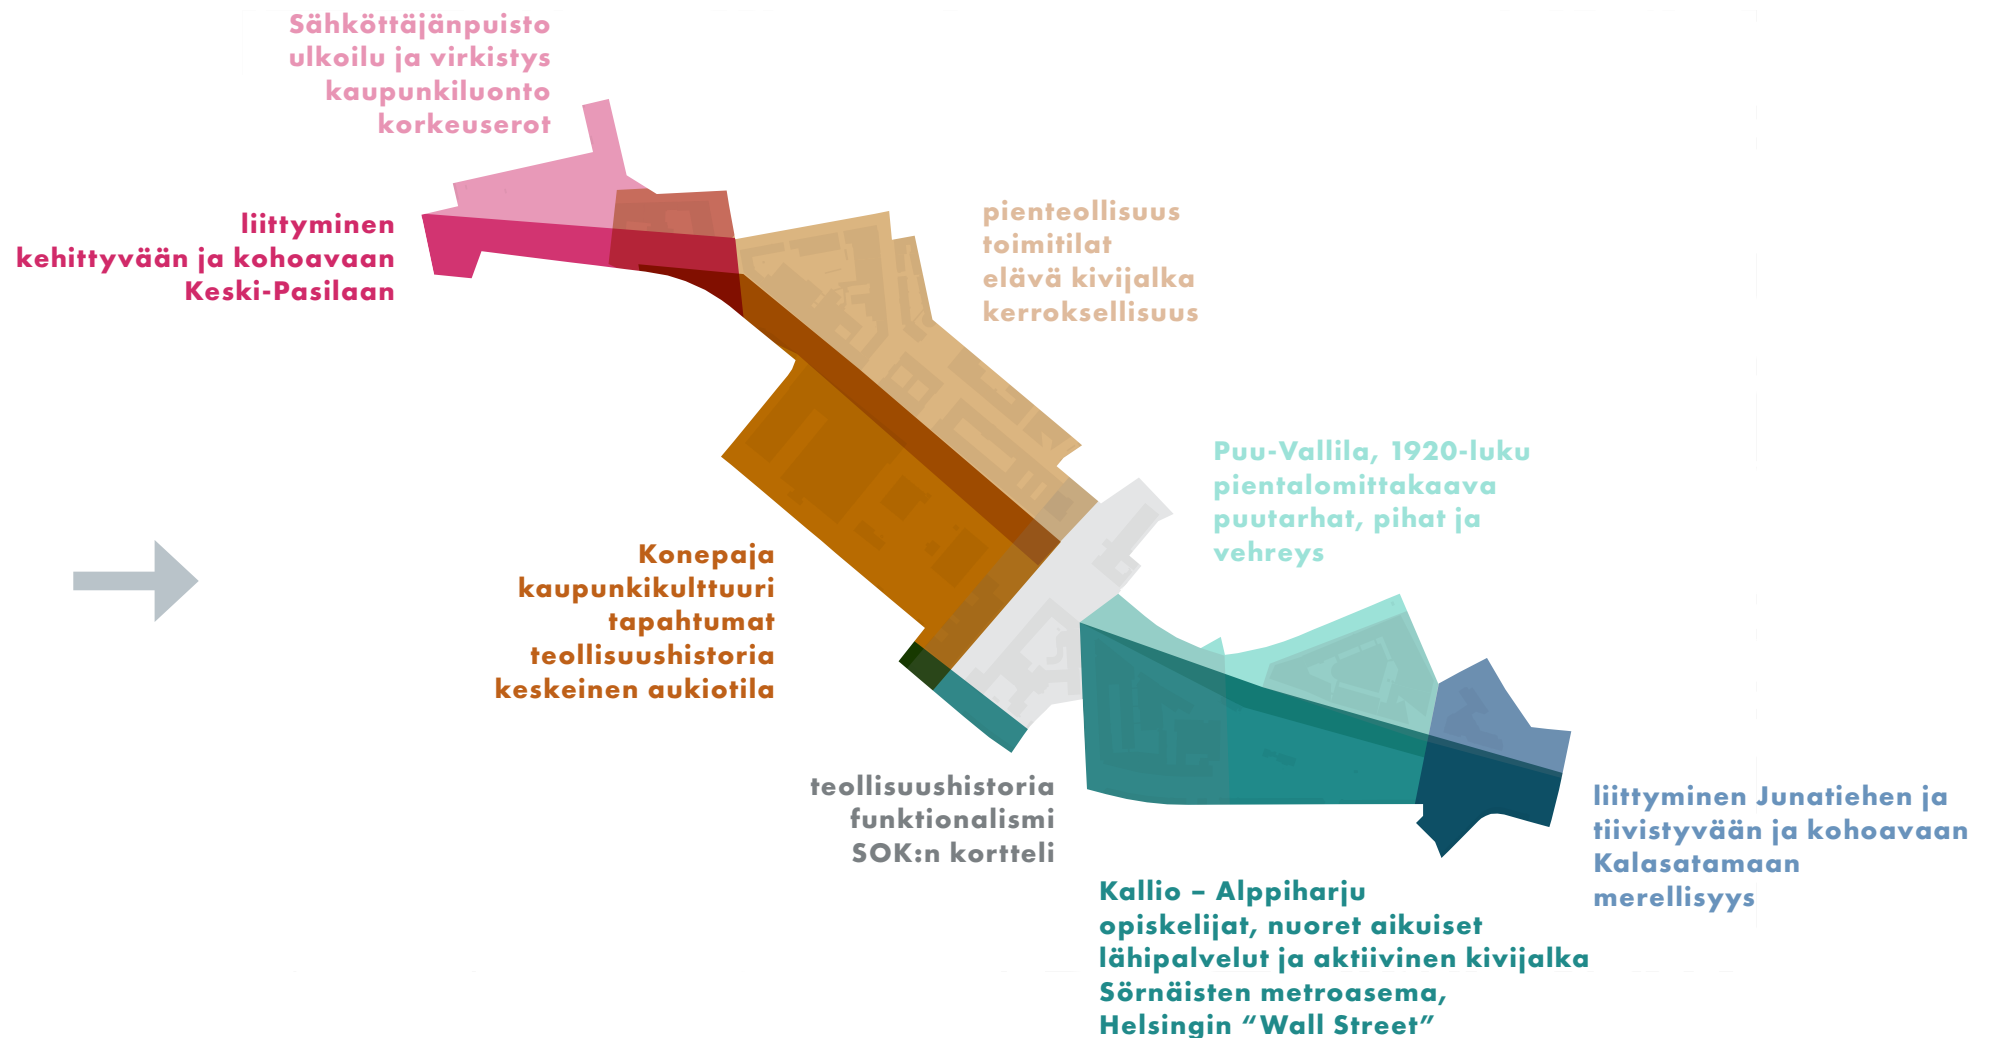 Sähköttäjänpuisto
ulkoilu ja virkistys
kaupunkiluonto
korkeuserot
liittyminen
kehittyvään ja kohoavaan
Keski-Pasilaan
pienteollisuus
toimitilat
elävä kivijalka
kerroksellisuus
Puu-Vallila, 1920-luku
pientalomittakaava
puutarhat, pihat ja
vehreys
Konepaja
kaupunkikulttuuri
tapahtumat
teollisuushistoria
keskeinen aukiotila
teollisuushistoria
funktionalismi
SOK:n kortteli
liittyminen Junatiehen ja
tiivistyvään ja kohoavaan
Kalasatamaan
merellisyys
Kallio – Alppiharju
opiskelijat, nuoret aikuiset
lähipalvelut ja aktiivinen kivijalka
Sörnäisten metroasema,
Helsingin “Wall Street”